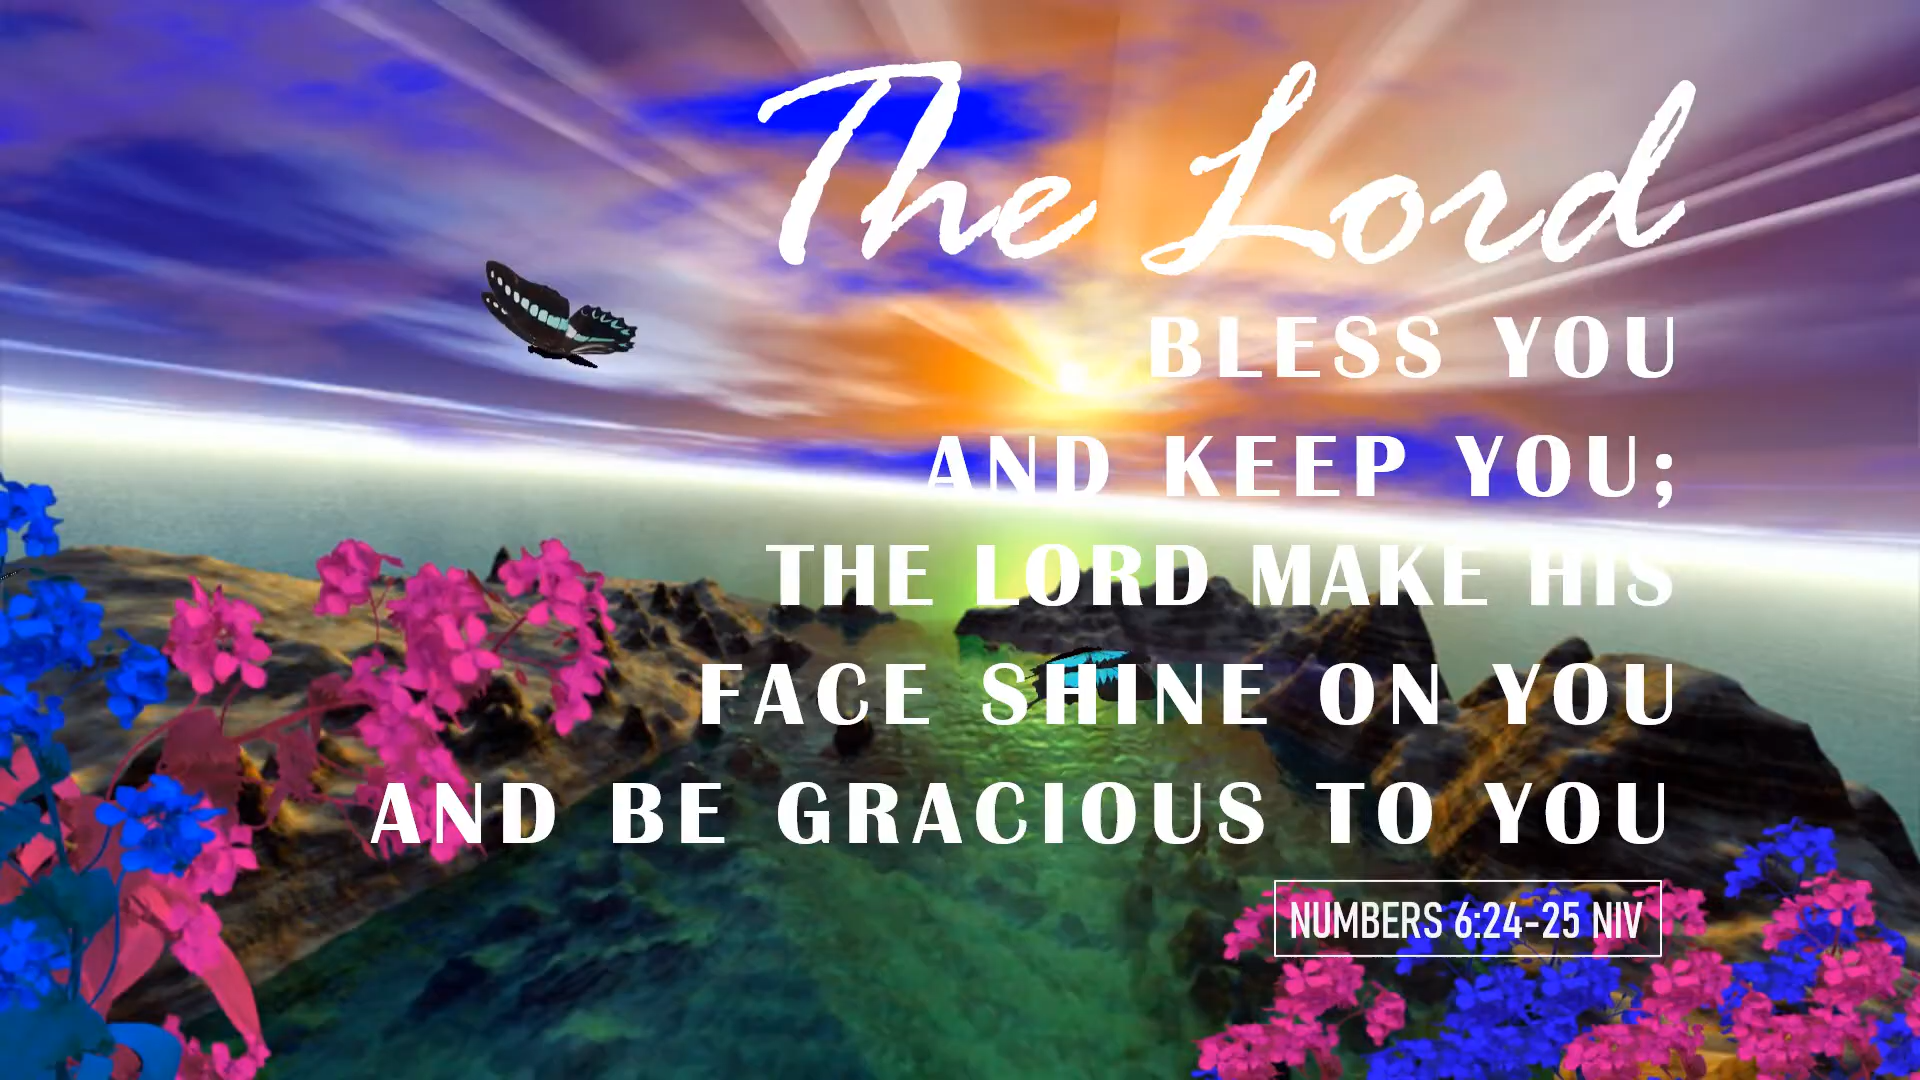 The Lord
BLESS YOU
AND KEEP YOU;
THE LORD MAKE HIS
FACE SHINE ON YOU
AND BE GRACIOUS TO YOU
NUMBERS 6:24-25 NIV